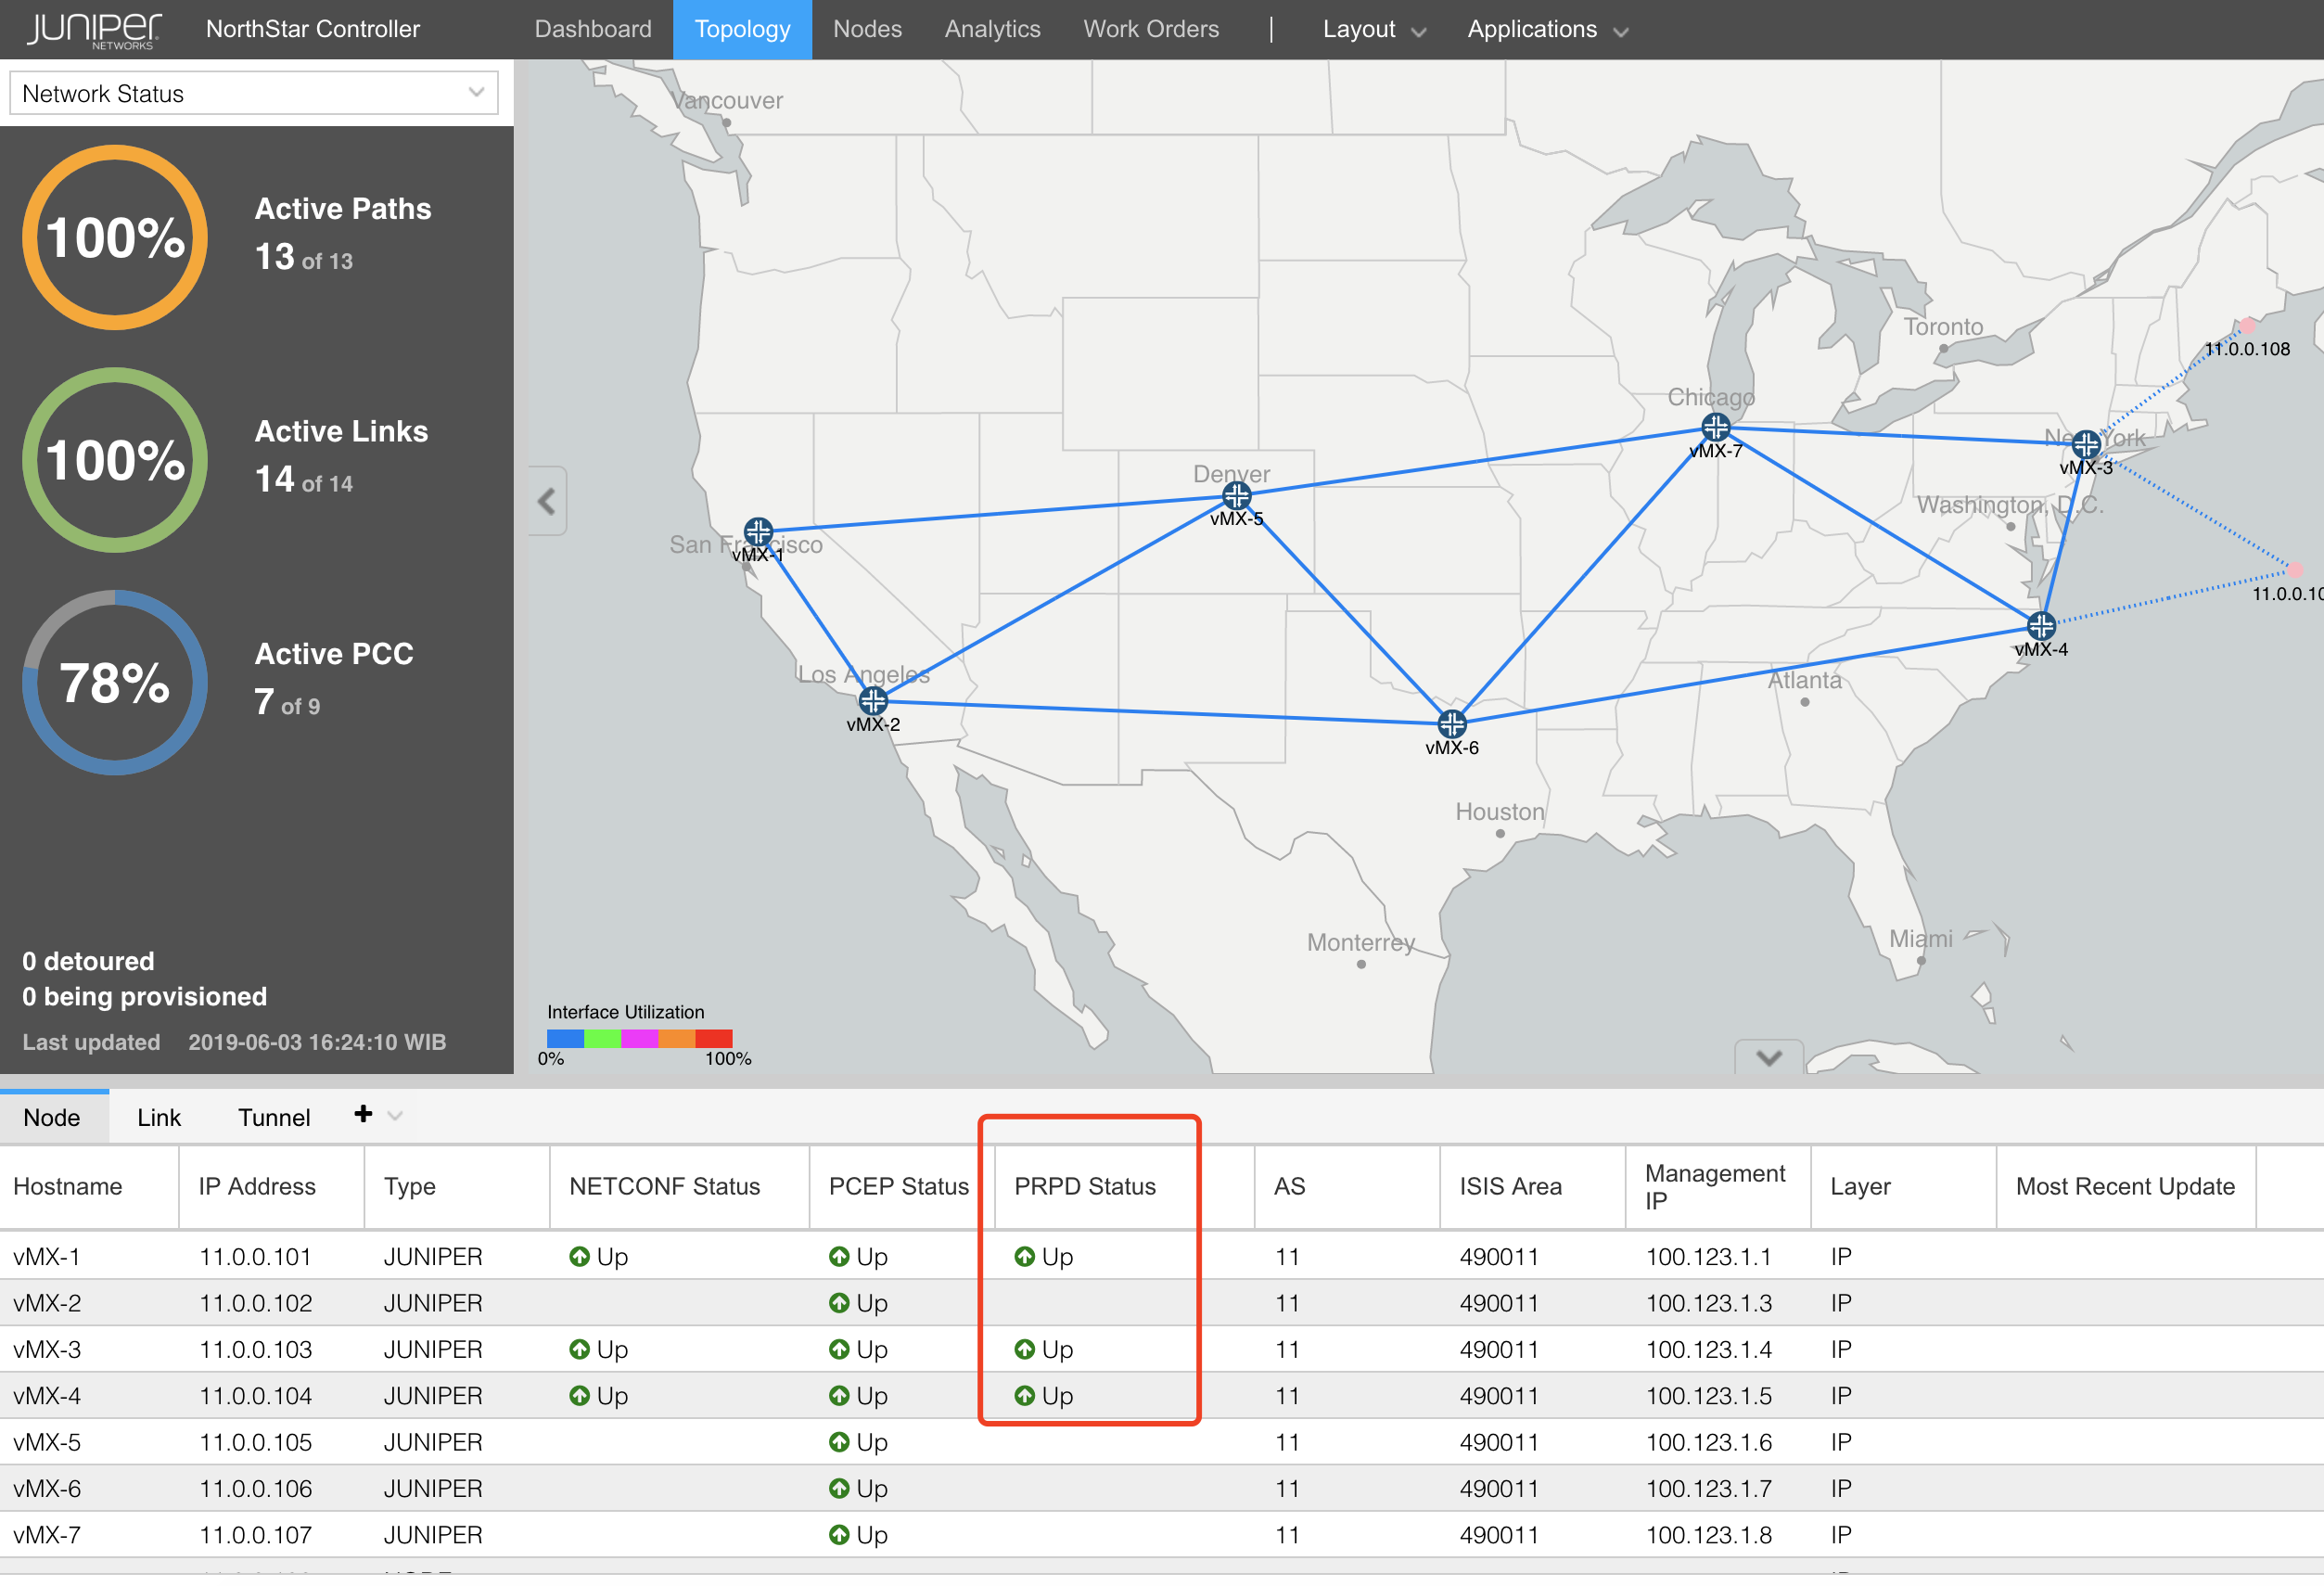 JUNIPER NETWORKS NorthStar Controller Dashboard Topology Nodes Analytics Work Orders | Layout Applications
Network Status
100%
Active Paths
13 of 13
100%
Active Links
14 of 14
78%
Active PCC
7 of 9
0 detoured
0 being provisioned
Last updated 2019-06-03 16:24:10 WIB
Vancouver
Toronto
11.0.0.108
Chicago
vMX-7
New York
vMX-3
Denver
vMX-5
Washington, D.C.
San Francisco
vMX-1
11.0.0.10
vMX-4
Los Angeles
vMX-2
Atlanta
vMX-6
Houston
Monterrey
Miami
Interface Utilization
0% 100%
Node Link Tunnel +
Hostname IP Address Type NETCONF Status PCEP Status PRPD Status AS ISIS Area Management IP Layer Most Recent Update
vMX-1 11.0.0.101 JUNIPER Up Up Up 11 490011 100.123.1.1 IP
vMX-2 11.0.0.102 JUNIPER Up 11 490011 100.123.1.3 IP
vMX-3 11.0.0.103 JUNIPER Up Up Up 11 490011 100.123.1.4 IP
vMX-4 11.0.0.104 JUNIPER Up Up Up 11 490011 100.123.1.5 IP
vMX-5 11.0.0.105 JUNIPER Up 11 490011 100.123.1.6 IP
vMX-6 11.0.0.106 JUNIPER Up 11 490011 100.123.1.7 IP
vMX-7 11.0.0.107 JUNIPER Up 11 490011 100.123.1.8 IP